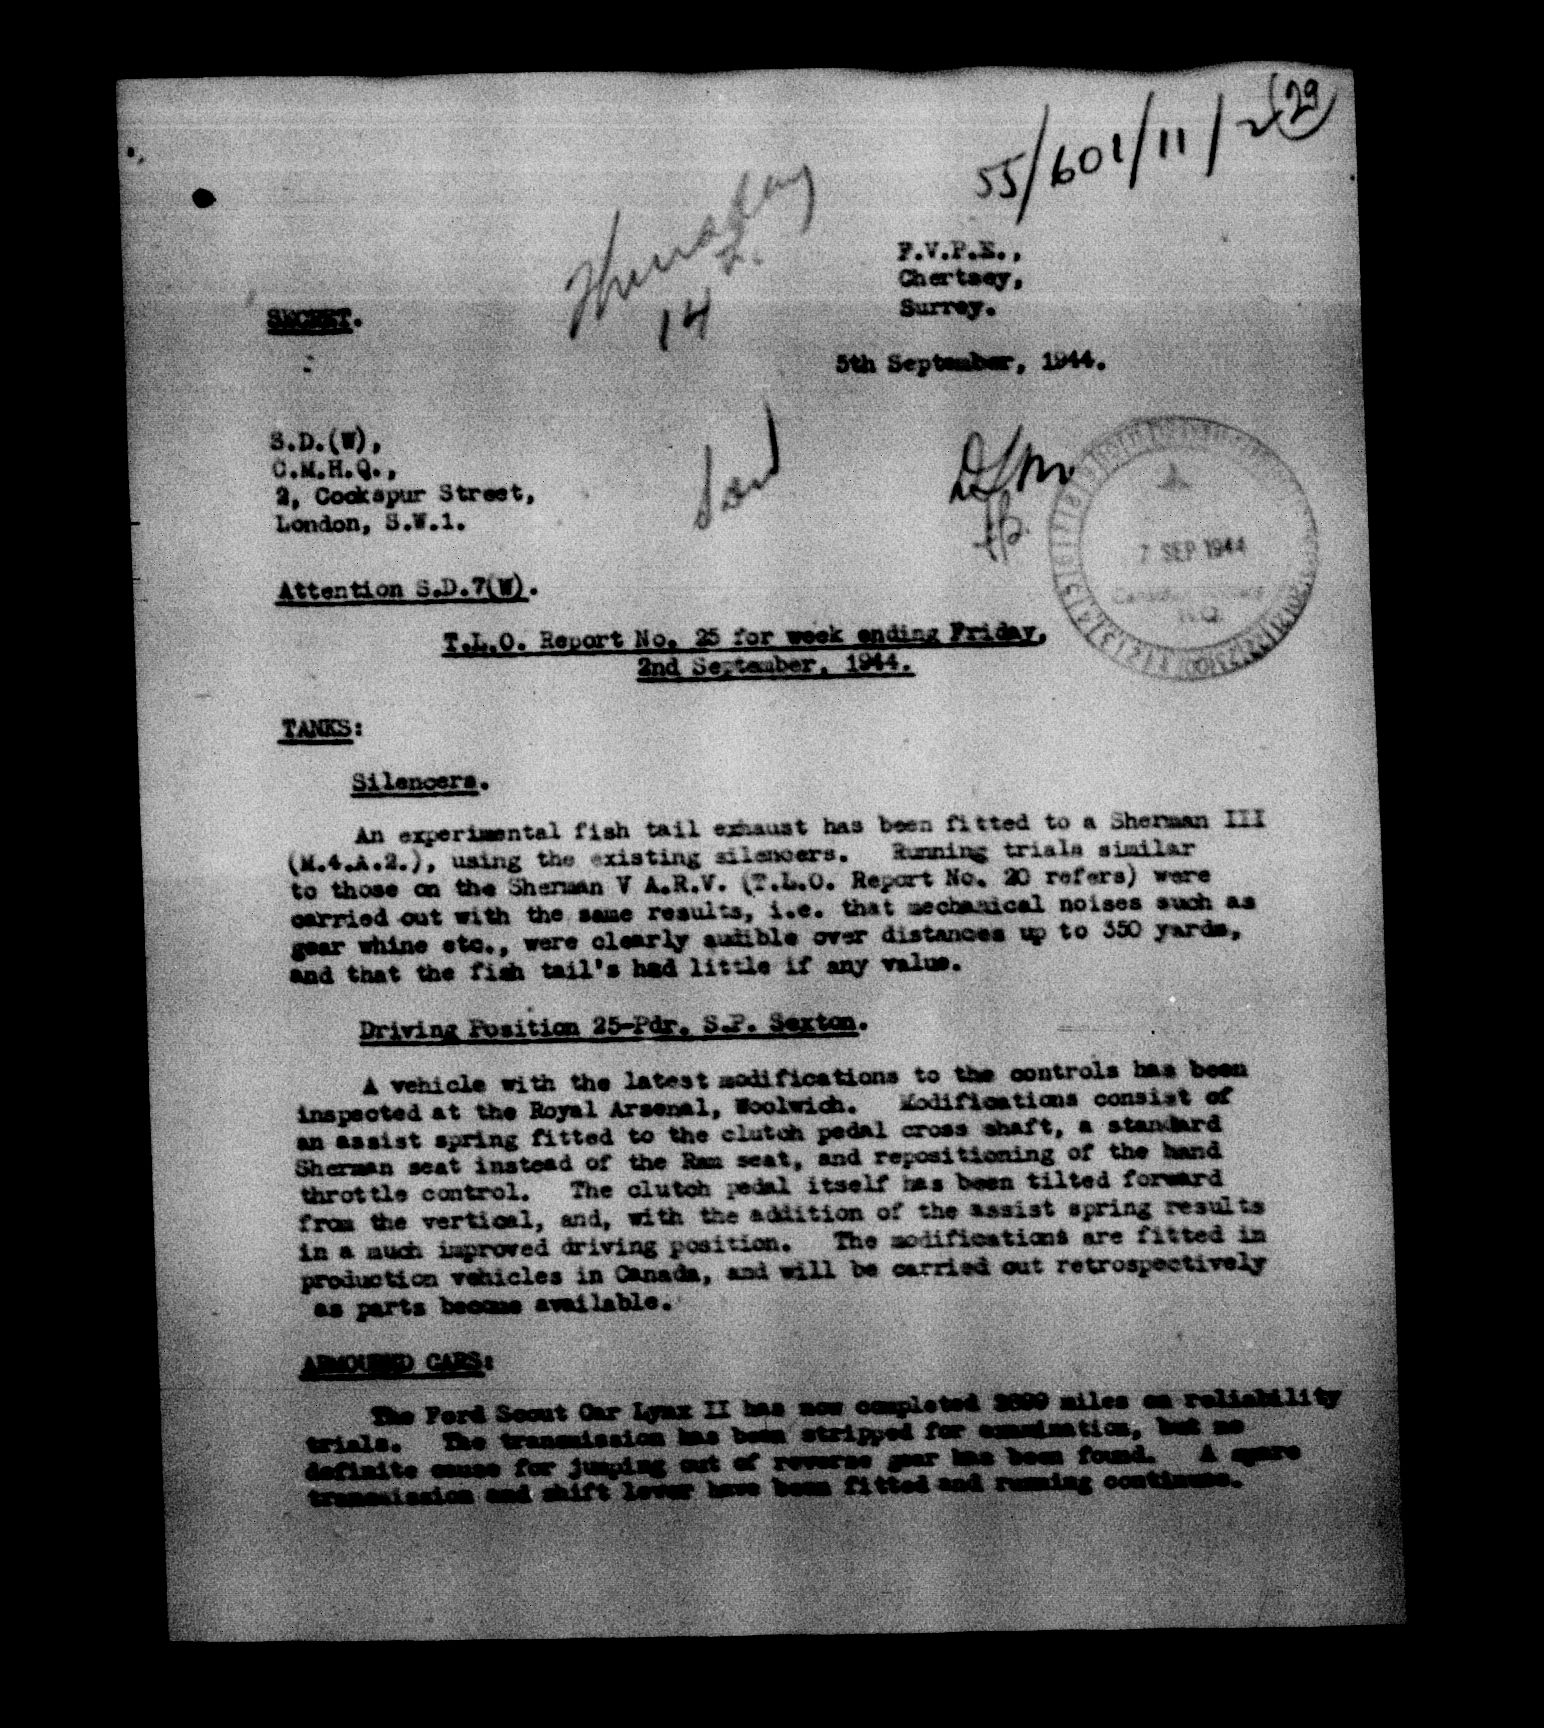 55/601/11/2 29
Thursday
14
F.V.P.E.,
Chertsey,
Surrey.
SECRET.
5th September, 1944.
S.D.(W),
C.M.H.Q.,
2, Cockspur Street,
London, S.W.1.
7 SEP 1944
Attention S.D.7(W).
T.L.O. Report No. 25 for week ending Friday,
2nd September, 1944.
TANKS:
Silencers.
An experimental fish tail exhaust has been fitted to a Sherman III
(M.4.A.2.), using the existing silencers. Running trials similar
to those on the Sherman V A.R.V. (T.L.O. Report No. 20 refers) were
carried out with the same results, i.e. that mechanical noises such as
gear whine etc., were clearly audible over distances up to 350 yards,
and that the fish tail's had little if any value.
Driving Position 25-Pdr. S.P. Sexton.
A vehicle with the latest modifications to the controls has been
inspected at the Royal Arsenal, Woolwich. Modifications consist of
an assist spring fitted to the clutch pedal cross shaft, a standard
Sherman seat instead of the Ram seat, and repositioning of the hand
throttle control. The clutch pedal itself has been tilted forward
from the vertical, and, with the addition of the assist spring results
in a much improved driving position. The modifications are fitted in
production vehicles in Canada, and will be carried out retrospectively
as parts become available.
ARMOURED CARS:
The Ford Scout Car Lynx II has now completed miles on reliability
trials. The transmission has been stripped for examination, but no
definite cause for jumping out of reverse gear has been found. A spare
transmission and shift lever have been fitted and running continues.